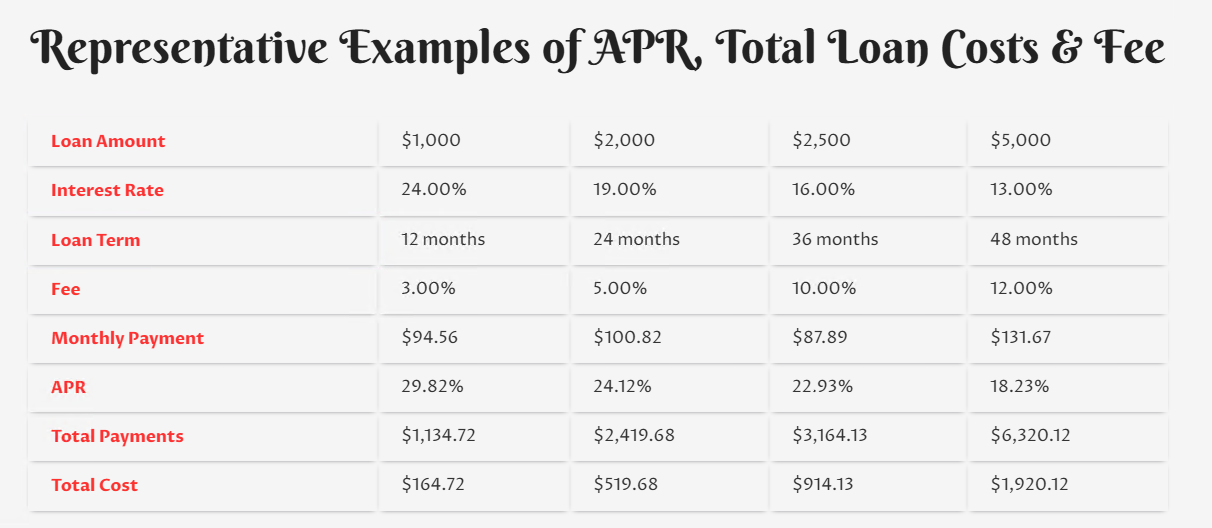 Representative Examples of APR, Total Loan Costs & Fee
Loan Amount $1,000 $2,000 $2,500 $5,000
Interest Rate 24.00% 19.00% 16.00% 13.00%
Loan Term 12 months 24 months 36 months 48 months
Fee 3.00% 5.00% 10.00% 12.00%
Monthly Payment $94.56 $100.82 $87.89 $131.67
APR 29.82% 24.12% 22.93% 18.23%
Total Payments $1,134.72 $2,419.68 $3,164.13 $6,320.12
Total Cost $164.72 $519.68 $914.13 $1,920.12